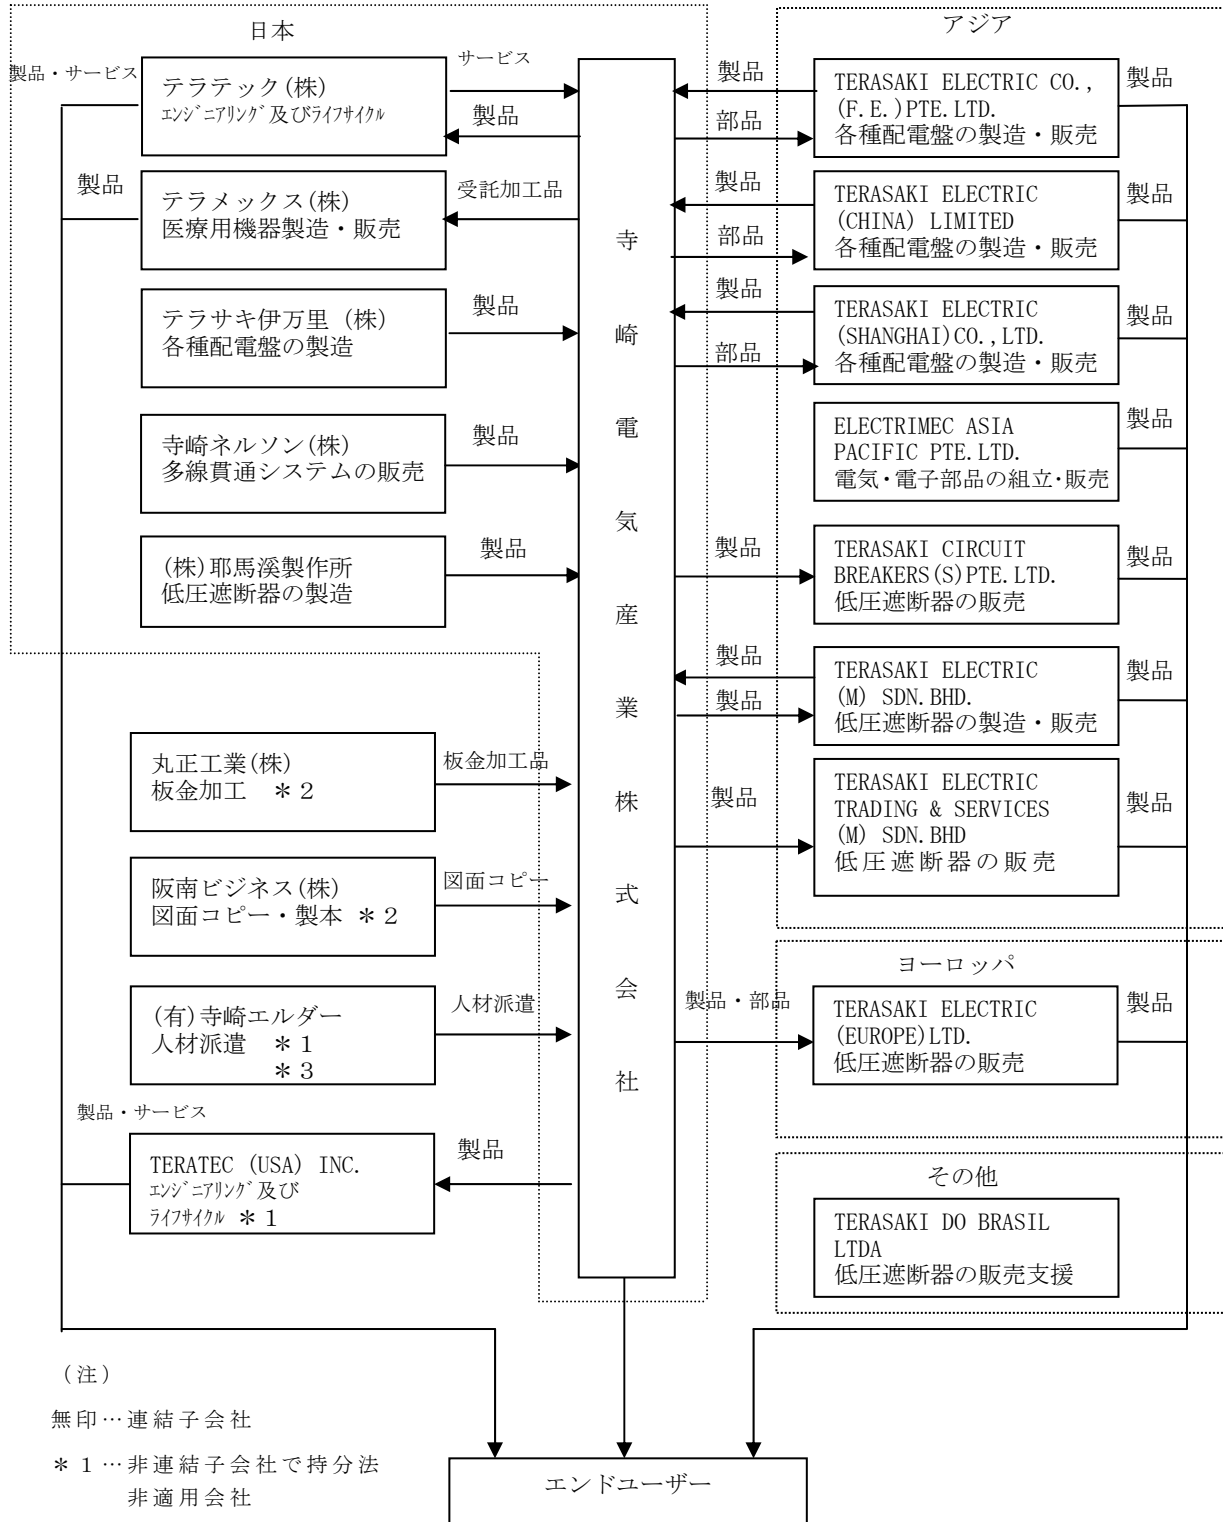 日本
製品・サービス
テラテック(株)
ｴﾝｼﾞﾆｱﾘﾝｸﾞ及びﾗｲﾌｻｲｸﾙ
サービス
製品
製品
テラメックス(株)
医療用機器製造・販売
受託加工品
テラサキ伊万里 (株)
各種配電盤の製造
製品
寺崎ネルソン(株)
多線貫通システムの販売
製品
(株)耶馬溪製作所
低圧遮断器の製造
製品
丸正工業(株)
板金加工 ＊２
板金加工品
阪南ビジネス(株)
図面コピー・製本 ＊２
図面コピー
(有)寺崎エルダー
人材派遣 ＊１
＊３
人材派遣
製品・サービス
TERATEC (USA) INC.
ｴﾝｼﾞﾆｱﾘﾝｸﾞ及び
ﾗｲﾌｻｲｸﾙ ＊１
製品
寺崎電気産業株式会社
アジア
製品
部品
TERASAKI ELECTRIC CO.,
(F.E.)PTE.LTD.
各種配電盤の製造・販売
製品
製品
部品
TERASAKI ELECTRIC
(CHINA) LIMITED
各種配電盤の製造・販売
製品
製品
部品
TERASAKI ELECTRIC
(SHANGHAI)CO.,LTD.
各種配電盤の製造・販売
製品
ELECTRIMEC ASIA
PACIFIC PTE.LTD.
電気・電子部品の組立・販売
製品
製品
TERASAKI CIRCUIT
BREAKERS(S)PTE.LTD.
低圧遮断器の販売
製品
製品
製品
TERASAKI ELECTRIC
(M) SDN.BHD.
低圧遮断器の製造・販売
製品
製品
TERASAKI ELECTRIC
TRADING & SERVICES
(M) SDN.BHD
低圧遮断器の販売
製品
ヨーロッパ
製品・部品
TERASAKI ELECTRIC
(EUROPE)LTD.
低圧遮断器の販売
製品
その他
TERASAKI DO BRASIL
LTDA
低圧遮断器の販売支援
（注）
無印…連結子会社
＊１…非連結子会社で持分法
非適用会社
エンドユーザー